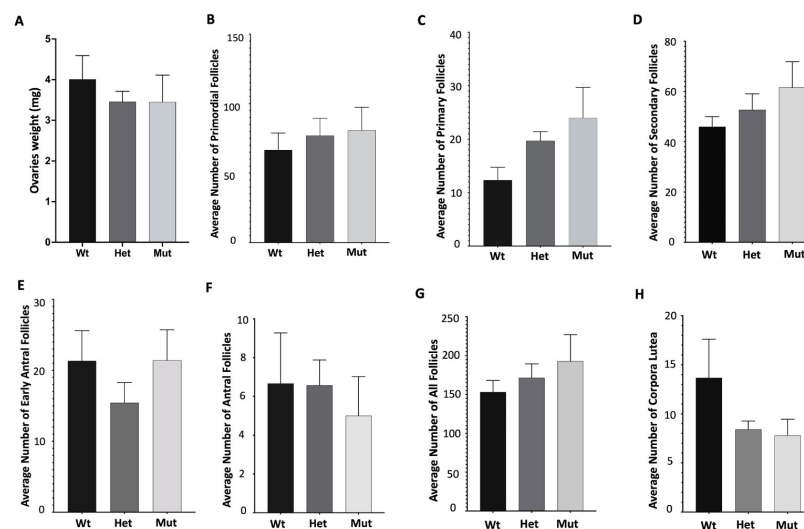 A
Ovaries weight (mg)
5
4
3
2
1
0
Wt Het Mut
B
Average Number of Primordial Follicles
150
100
50
0
Wt Het Mut
C
Average Number of Primary Follicles
40
30
20
10
0
Wt Het Mut
D
Average Number of Secondary Follicles
80
60
40
20
0
Wt Het Mut
E
Average Number of Early Antral Follicles
30
20
10
0
Wt Het Mut
F
Average Number of Antral Follicles
10
8
6
4
2
0
Wt Het Mut
G
Average Number of All Follicles
250
200
150
100
50
0
Wt Het Mut
H
Average Number of Corpora Lutea
20
15
10
5
0
Wt Het Mut